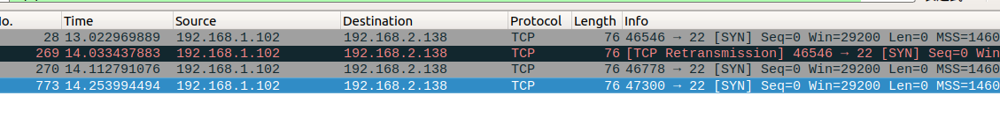 No. Time Source Destination Protocol Length Info
28 13.022969889 192.168.1.102 192.168.2.138 TCP 76 46546 → 22 [SYN] Seq=0 Win=29200 Len=0 MSS=1460
269 14.033437883 192.168.1.102 192.168.2.138 TCP 76 [TCP Retransmission] 46546 → 22 [SYN] Seq=0 Win
270 14.112791076 192.168.1.102 192.168.2.138 TCP 76 46778 → 22 [SYN] Seq=0 Win=29200 Len=0 MSS=1460
773 14.253994494 192.168.1.102 192.168.2.138 TCP 76 47300 → 22 [SYN] Seq=0 Win=29200 Len=0 MSS=1460